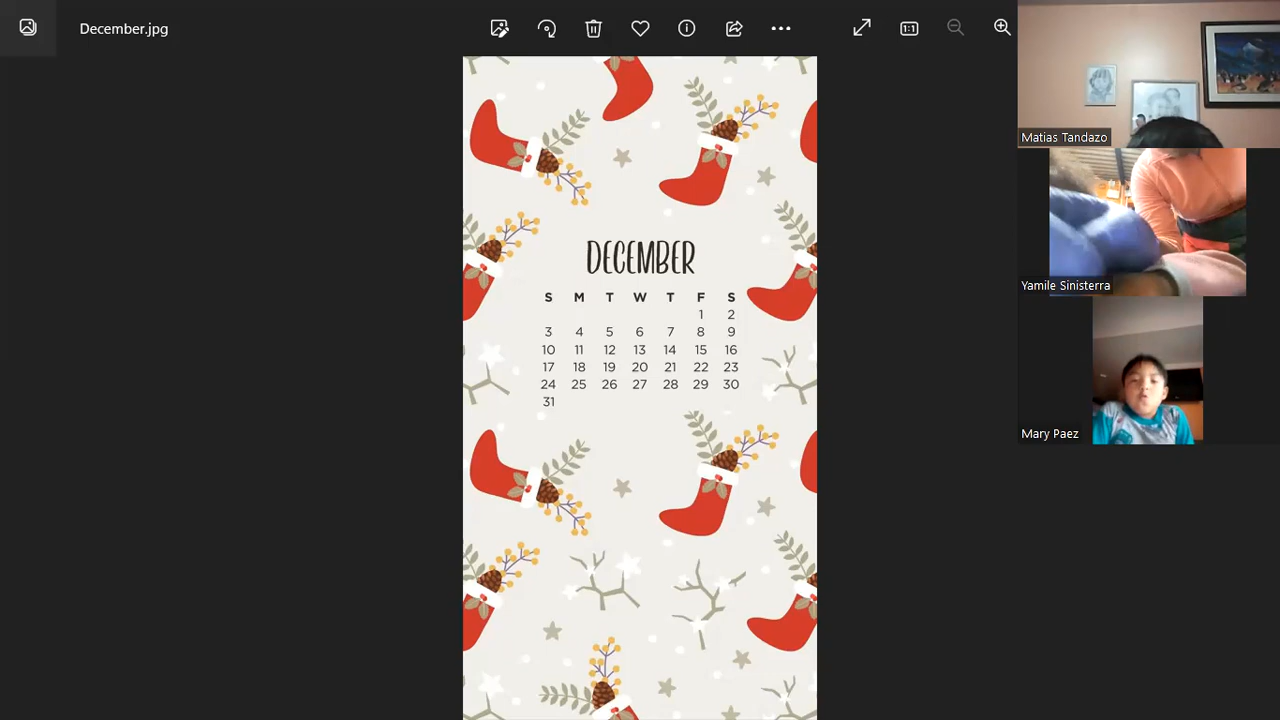 December.jpg
1:1
Matias Tandazo
Yamile Sinisterra
Mary Paez
DECEMBER
S M T W T F S
1 2
3 4 5 6 7 8 9
10 11 12 13 14 15 16
17 18 19 20 21 22 23
24 25 26 27 28 29 30
31